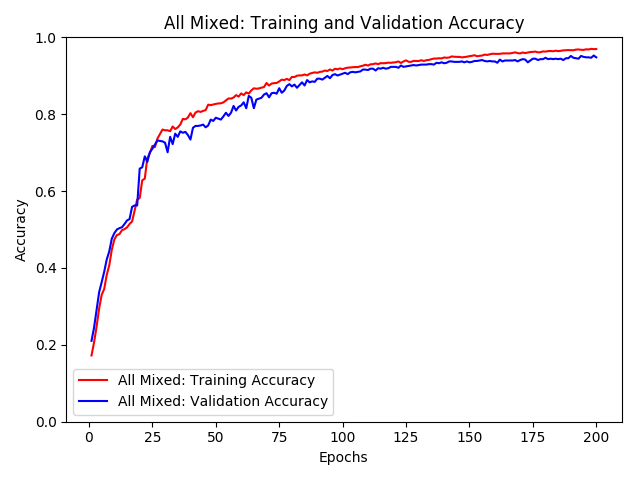 All Mixed: Training and Validation Accuracy
1.0
0.8
0.6
0.4
0.2
0.0
Accuracy
All Mixed: Training Accuracy
All Mixed: Validation Accuracy
0 25 50 75 100 125 150 175 200
Epochs